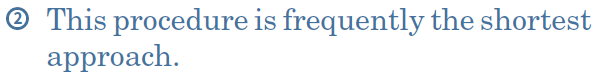 ② This procedure is frequently the shortest
approach.